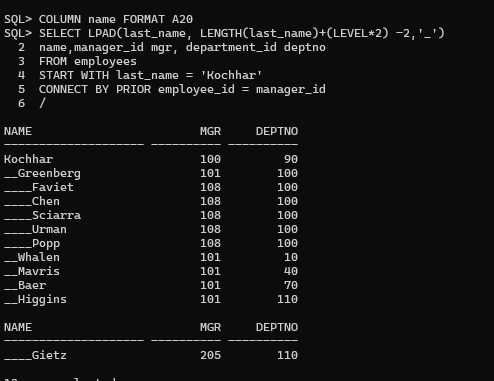 SQL> COLUMN name FORMAT A20
SQL> SELECT LPAD(last_name, LENGTH(last_name)+(LEVEL*2) -2,'_')
  2  name,manager_id mgr, department_id deptno
  3  FROM employees
  4  START WITH last_name = 'Kochhar'
  5  CONNECT BY PRIOR employee_id = manager_id
  6  /
NAME                        MGR     DEPTNO
-------------------- ---------- ----------
Kochhar                     100         90
__Greenberg                 101        100
____Faviet                  108        100
____Chen                    108        100
____Sciarra                 108        100
____Urman                   108        100
____Popp                    108        100
__Whalen                    101         10
__Mavris                    101         40
__Baer                      101         70
__Higgins                   101        110
NAME                        MGR     DEPTNO
-------------------- ---------- ----------
____Gietz                   205        110